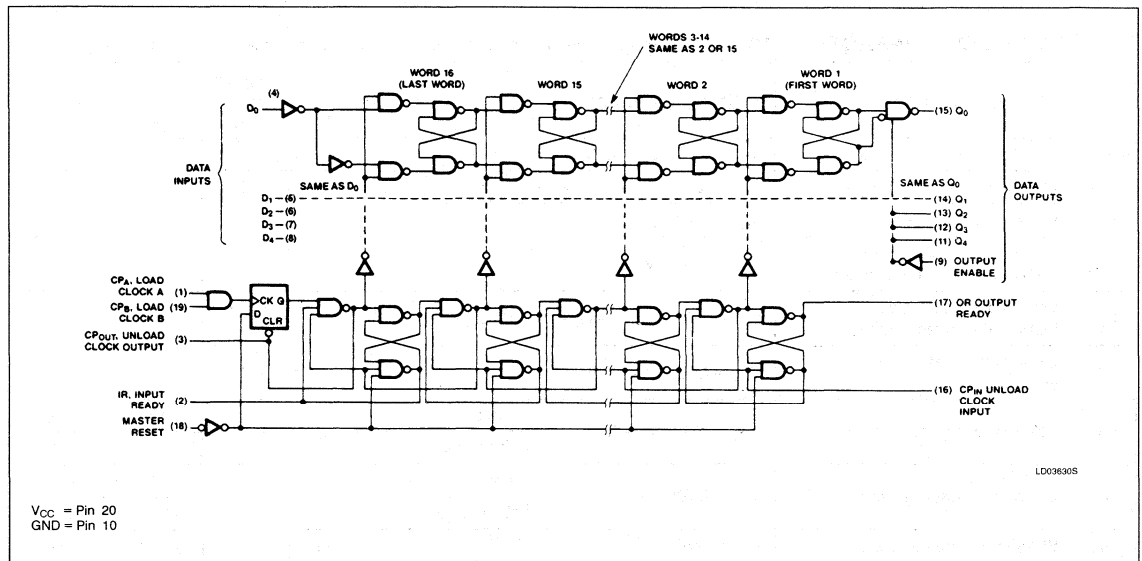 WORDS 3-14
SAME AS 2 OR 15
WORD 16
(LAST WORD)
WORD 15
WORD 2
WORD 1
(FIRST WORD)
D0
(4)
(15) Q0
DATA
INPUTS
SAME AS D0
SAME AS Q0
DATA
OUTPUTS
D1 – (5)
D2 – (6)
D3 – (7)
D4 – (8)
(14) Q1
(13) Q2
(12) Q3
(11) Q4
(9) OUTPUT
ENABLE
CPA, LOAD
CLOCK A
(1)
CPB, LOAD
CLOCK B
(19)
CK Q
D
CLR
CPOUT, UNLOAD
CLOCK OUTPUT
(3)
(17) OR OUTPUT
READY
IR, INPUT
READY
(2)
(16) CPIN UNLOAD
CLOCK
INPUT
MASTER
RESET
(18)
LD03630S
VCC = Pin 20
GND = Pin 10